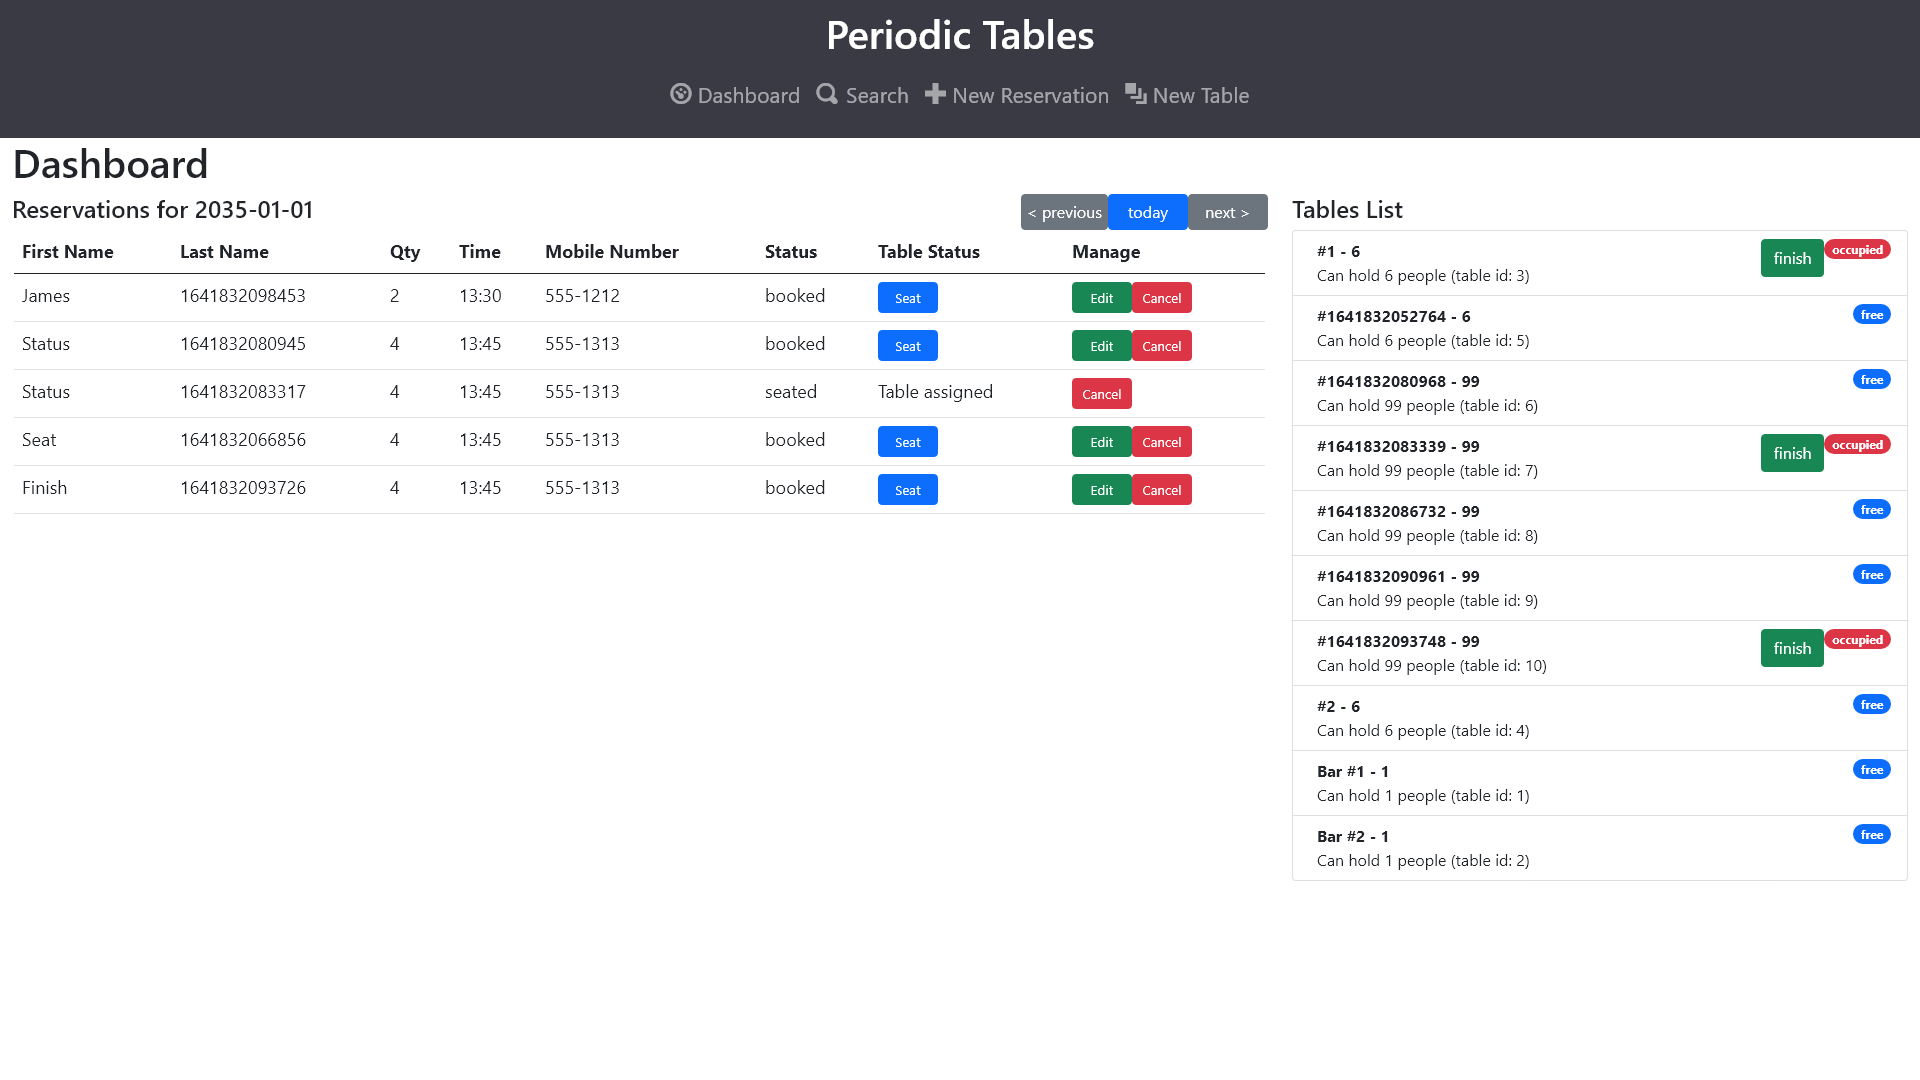 Periodic Tables
Dashboard Search New Reservation New Table
Dashboard
Reservations for 2035-01-01
< previous today next >
First Name Last Name Qty Time Mobile Number Status Table Status Manage
James 1641832098453 2 13:30 555-1212 booked Seat Edit Cancel
Status 1641832080945 4 13:45 555-1313 booked Seat Edit Cancel
Status 1641832083317 4 13:45 555-1313 seated Table assigned Cancel
Seat 1641832066856 4 13:45 555-1313 booked Seat Edit Cancel
Finish 1641832093726 4 13:45 555-1313 booked Seat Edit Cancel
Tables List
#1 - 6 finish occupied
Can hold 6 people (table id: 3)
#1641832052764 - 6 free
Can hold 6 people (table id: 5)
#1641832080968 - 99 free
Can hold 99 people (table id: 6)
#1641832083339 - 99 finish occupied
Can hold 99 people (table id: 7)
#1641832086732 - 99 free
Can hold 99 people (table id: 8)
#1641832090961 - 99 free
Can hold 99 people (table id: 9)
#1641832093748 - 99 finish occupied
Can hold 99 people (table id: 10)
#2 - 6 free
Can hold 6 people (table id: 4)
Bar #1 - 1 free
Can hold 1 people (table id: 1)
Bar #2 - 1 free
Can hold 1 people (table id: 2)